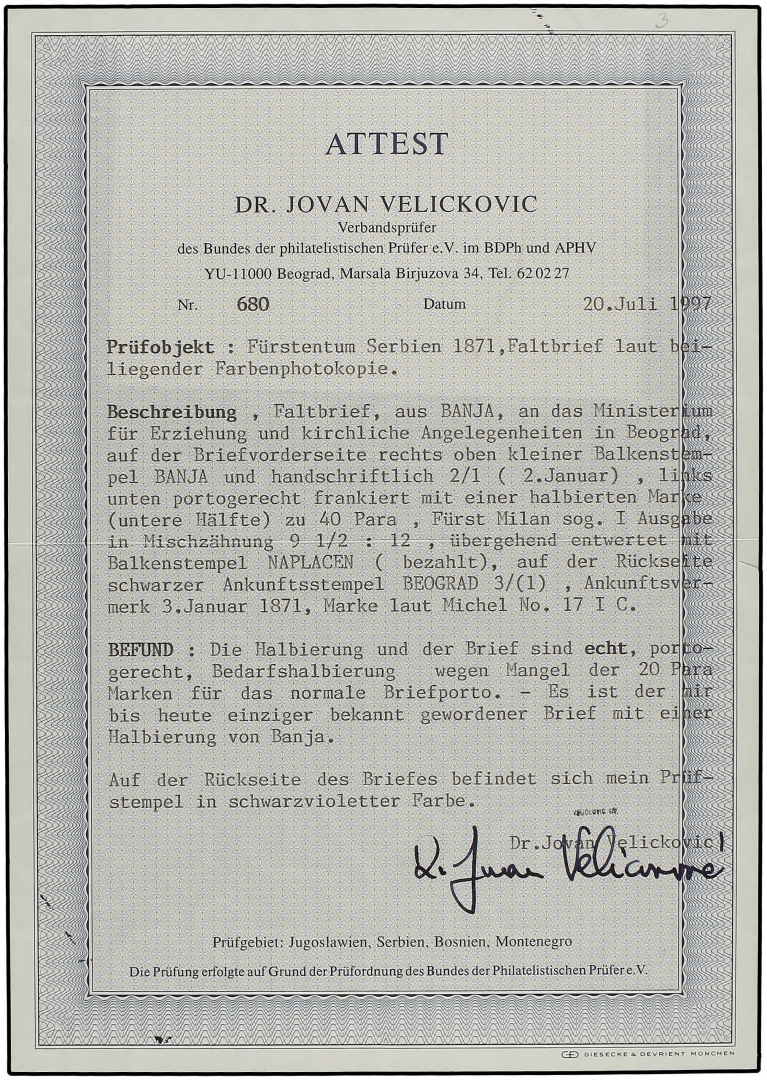 3
ATTEST
DR. JOVAN VELICKOVIC
Verbandsprüfer
des Bundes der philatelistischen Prüfer e.V. im BDPh und APHV
YU-11000 Beograd, Marsala Birjuzova 34, Tel. 62 02 27
Nr. 680 Datum 20.Juli 1997
Prüfobjekt : Fürstentum Serbien 1871,Faltbrief laut bei-
liegender Farbenphotokopie.
Beschreibung , Faltbrief, aus BANJA, an das Ministerium
für Erziehung und kirchliche Angelegenheiten in Beograd,
auf der Briefvorderseite rechts oben kleiner Balkenstem-
pel BANJA und handschriftlich 2/1 ( 2.Januar) , links
unten portogerecht frankiert mit einer halbierten Marke
(untere Hälfte) zu 40 Para , Fürst Milan sog. I Ausgabe
in Mischzähnung 9 1/2 : 12 , übergehend entwertet mit
Balkenstempel NAPLACEN ( bezahlt), auf der Rückseite
schwarzer Ankunftsstempel BEOGRAD 3/(1) , Ankunftsver-
merk 3.Januar 1871, Marke laut Michel No. 17 I C.
BEFUND : Die Halbierung und der Brief sind echt, porto-
gerecht, Bedarfshalbierung wegen Mangel der 20 Para
Marken für das normale Briefporto. - Es ist der mir
bis heute einziger bekannt gewordener Brief mit einer
Halbierung von Banja.
Auf der Rückseite des Briefes befindet sich mein Prüf-
stempel in schwarzvioletter Farbe.
Dr.Jovan Velickovic
Prüfgebiet: Jugoslawien, Serbien, Bosnien, Montenegro
Die Prüfung erfolgte auf Grund der Prüfordnung des Bundes der Philatelistischen Prüfer e.V.
GIESECKE & DEVRIENT MÜNCHEN